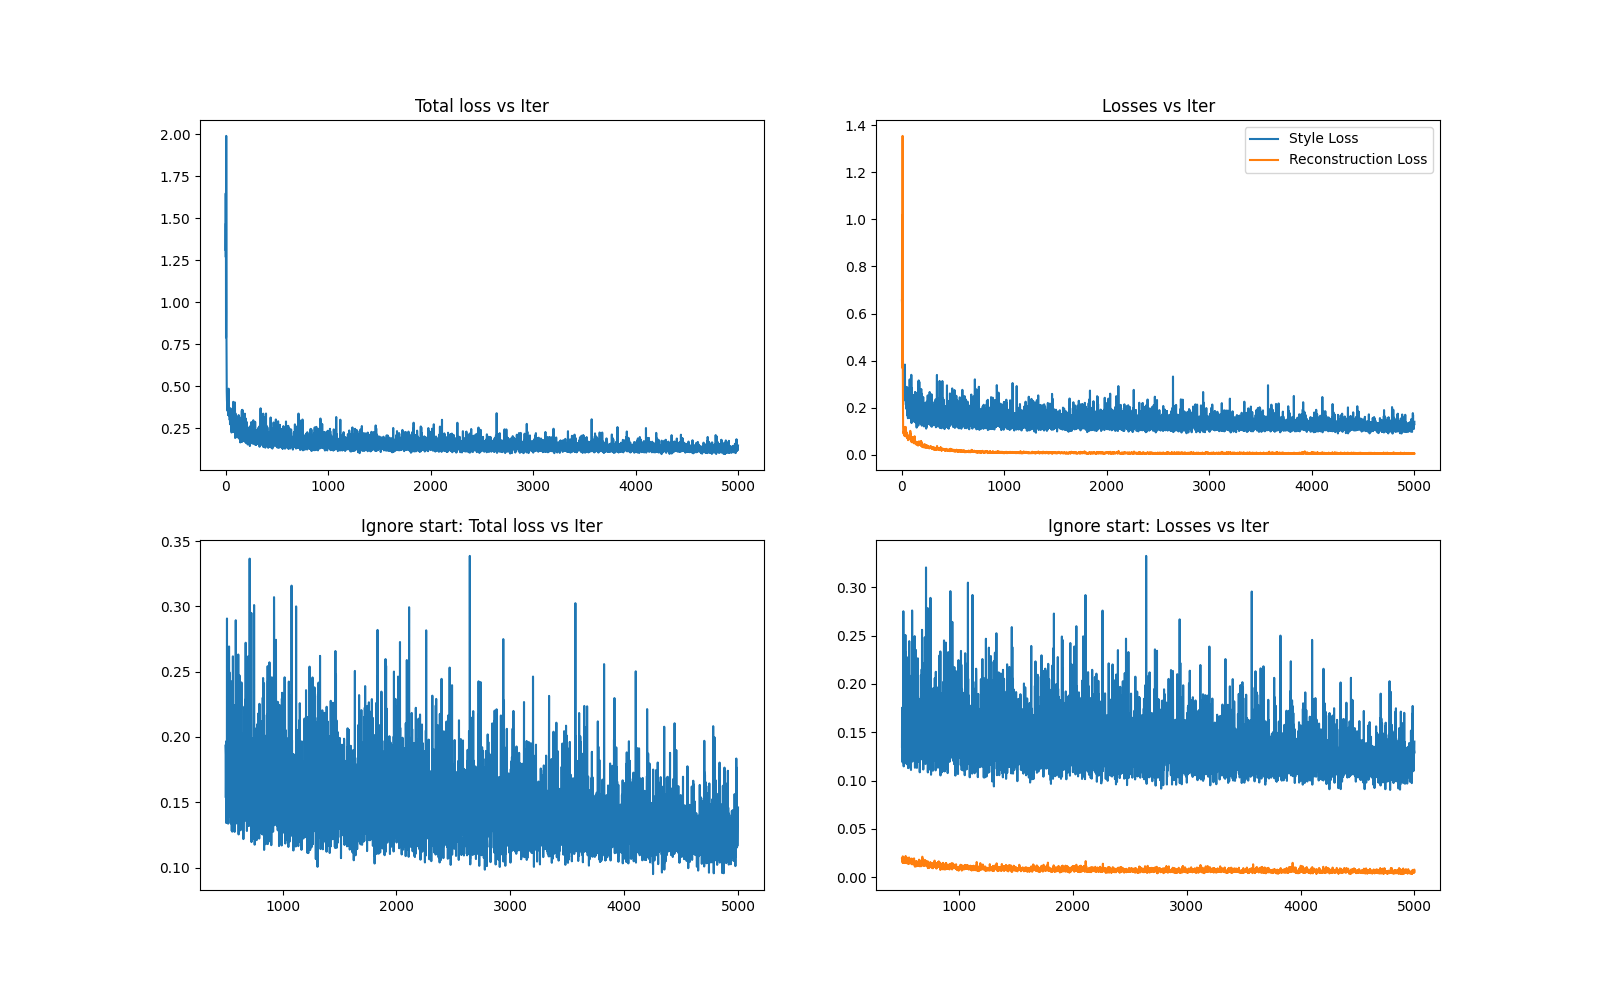 Total loss vs Iter
2.00
1.75
1.50
1.25
1.00
0.75
0.50
0.25
0 1000 2000 3000 4000 5000
Losses vs Iter
1.4
1.2
1.0
0.8
0.6
0.4
0.2
0.0
0 1000 2000 3000 4000 5000
Style Loss
Reconstruction Loss
Ignore start: Total loss vs Iter
0.35
0.30
0.25
0.20
0.15
0.10
1000 2000 3000 4000 5000
Ignore start: Losses vs Iter
0.30
0.25
0.20
0.15
0.10
0.05
0.00
1000 2000 3000 4000 5000